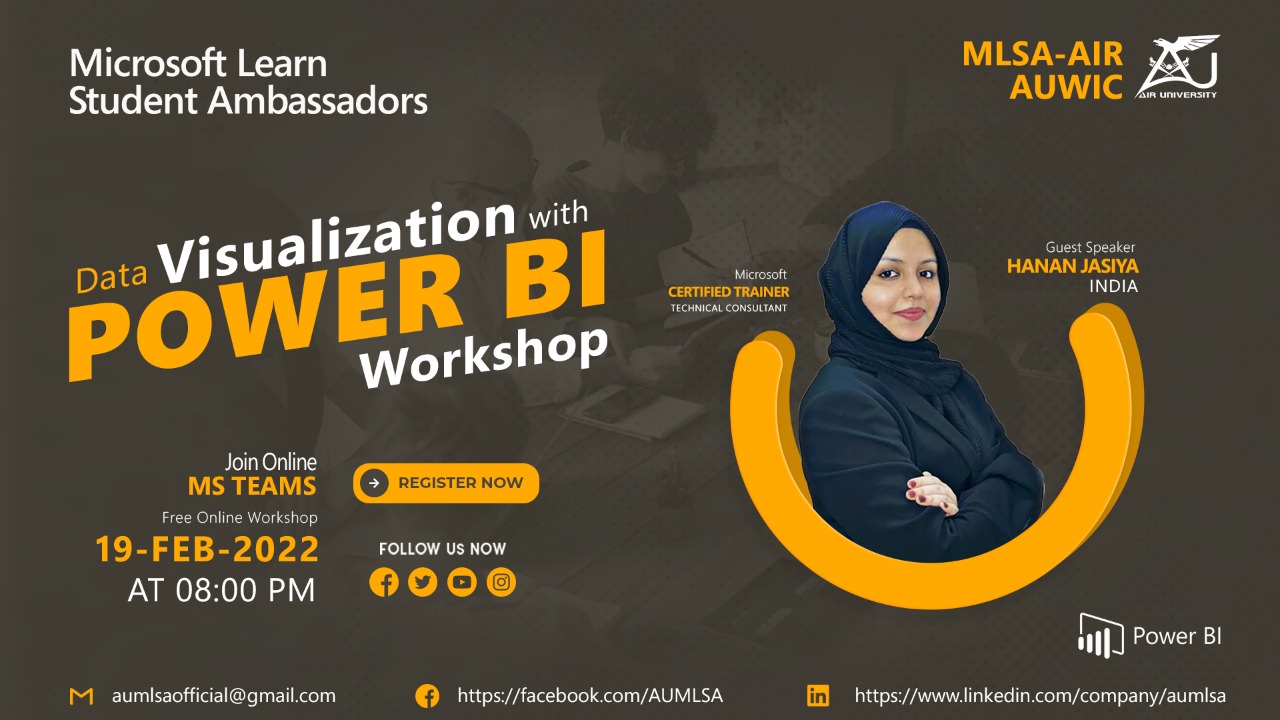 Microsoft Learn
Student Ambassadors
MLSA-AIR
AUWIC
AIR UNIVERSITY
Data Visualization with
POWER BI
Workshop
Microsoft
CERTIFIED TRAINER
TECHNICAL CONSULTANT
Guest Speaker
HANAN JASIYA
INDIA
Join Online
MS TEAMS
Free Online Workshop
19-FEB-2022
AT 08:00 PM
REGISTER NOW
FOLLOW US NOW
Power BI
aumlsaofficial@gmail.com
https://facebook.com/AUMLSA
https://www.linkedin.com/company/aumlsa